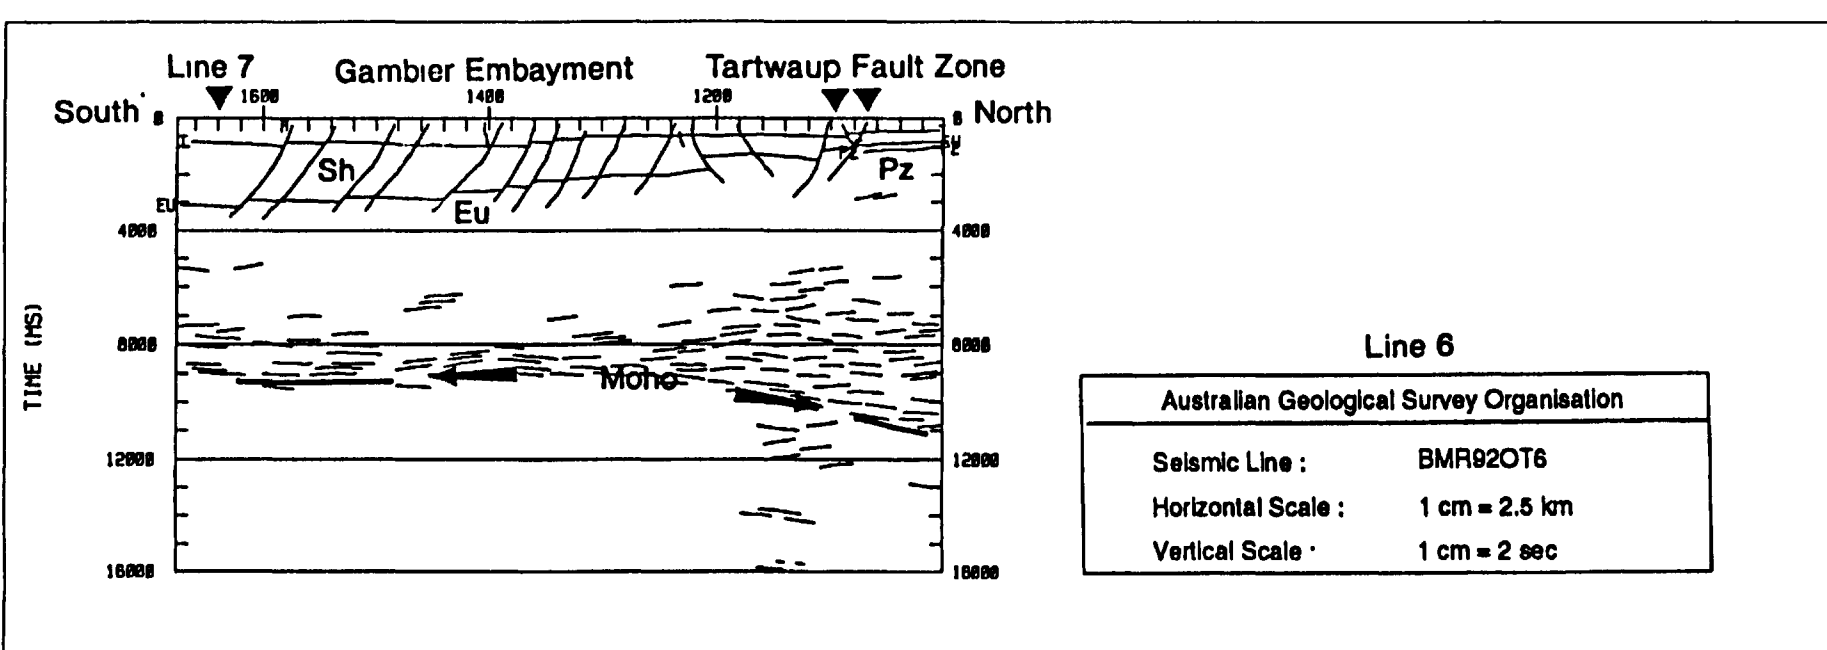 Line 7 Gambier Embayment Tartwaup Fault Zone
1600 1400 1200
South North
0 0
T
Sh Pz
EU
Eu
4000 4000
TIME (MS)
8000 8000
Moho
12000 12000
16000 16000
Line 6
Australian Geological Survey Organisation
Seismic Line : BMR92OT6
Horizontal Scale : 1 cm = 2.5 km
Vertical Scale : 1 cm = 2 sec